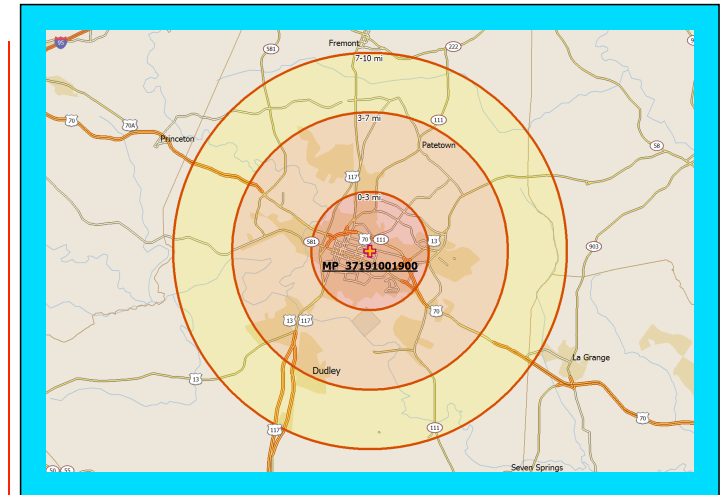 95
Fremont
581
222
7-10 mi
70
70A
3-7 mi
111
Princeton
Patetown
58
117
0-3 mi
581
70
111
13
903
MP 37191001900
13
117
70
La Grange
Dudley
13
70
117
111
50
55
Seven Springs